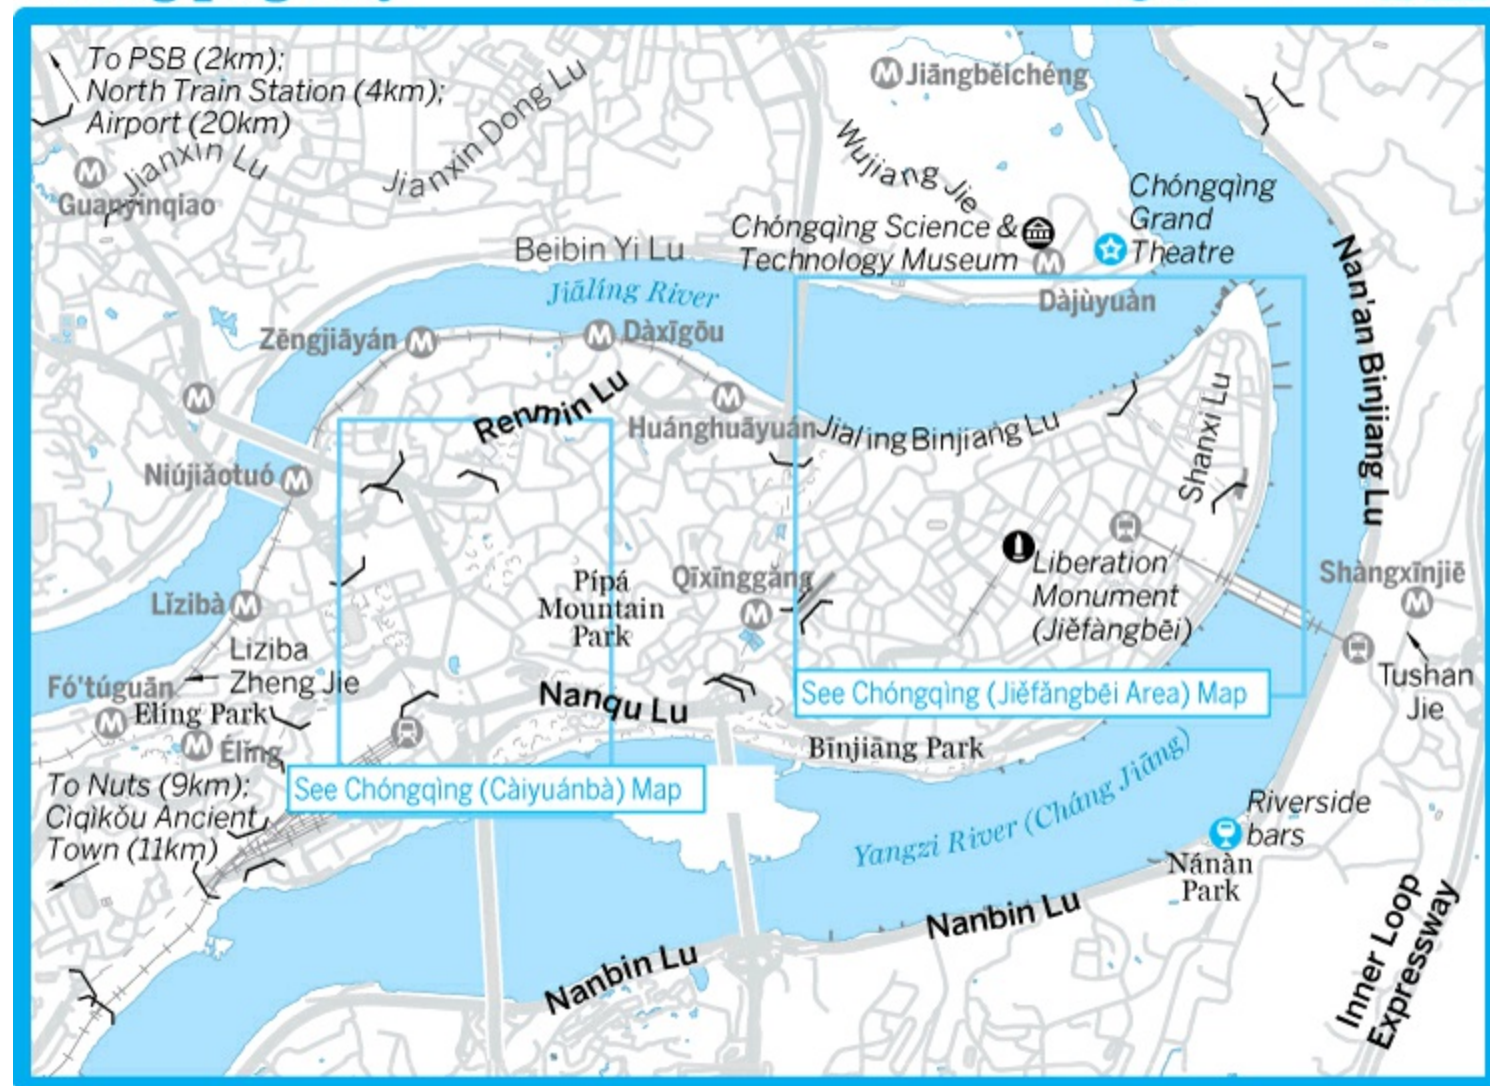 To PSB (2km);
North Train Station (4km);
Airport (20km)
Jianxin Dong Lu
M Jiāngběichéng
Jianxin Lu
M
Guanyinqiao
Wujiang Jie
Chóngqìng
Grand
Theatre
Chóngqìng Science &
Technology Museum
M
Beibin Yi Lu
Jiālíng River
Dàjùyuàn
Nan'an Binjiang Lu
Zēngjiāyán M
M Dàxīgōu
M
Renmin Lu
M
Huánghuāyuán
Jialing Binjiang Lu
Shanxi Lu
Niújiǎotuó M
Liberation
Monument
(Jiěfàngbēi)
Pípá
Mountain
Park
Qīxīnggǎng
M
Shàngxīnjiē
M
Lǐzibà M
Liziba
Zheng Jie
Tushan
Jie
Fó'túguān
M
Elíng Park
M Élǐng
Nanqu Lu
See Chóngqìng (Jiěfǎngbēi Area) Map
Bīnjiāng Park
To Nuts (9km);
Cíqìkǒu Ancient
Town (11km)
See Chóngqìng (Càiyuánbà) Map
Yangzi River (Cháng Jiāng)
Riverside
bars
Nánàn
Park
Nanbin Lu
Nanbin Lu
Inner Loop
Expressway